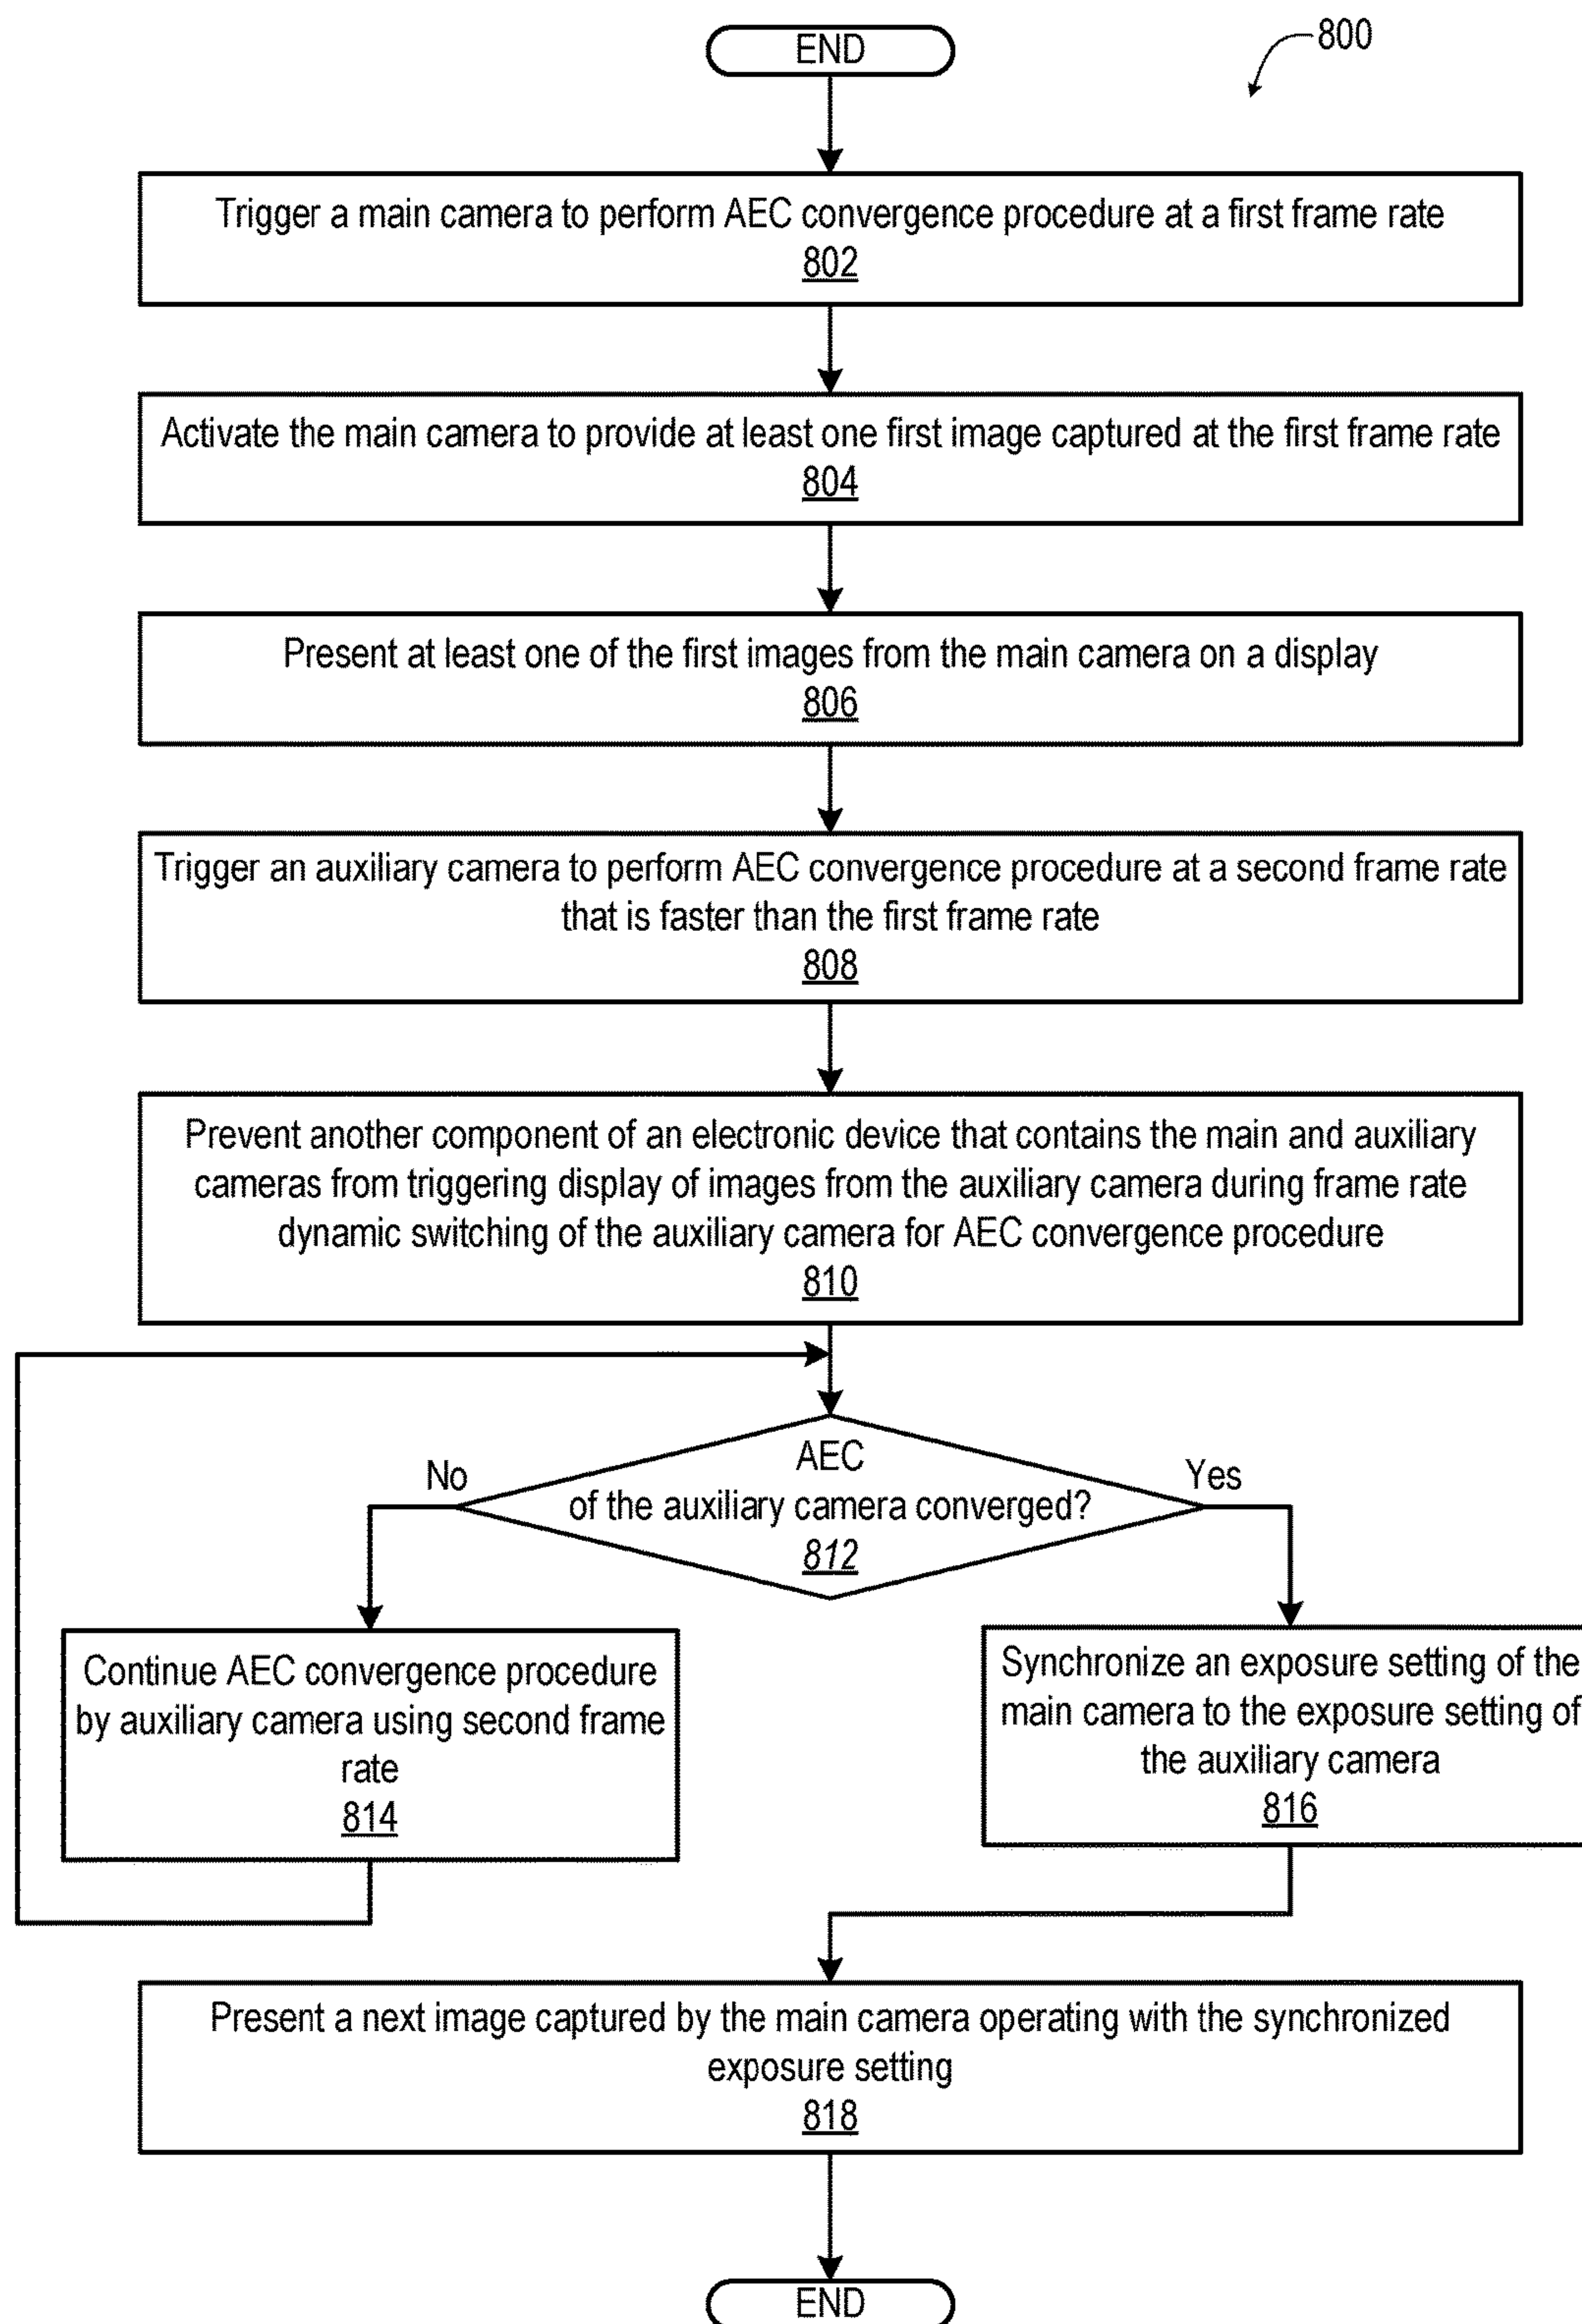 END
800
Trigger a main camera to perform AEC convergence procedure at a first frame rate
802
Activate the main camera to provide at least one first image captured at the first frame rate
804
Present at least one of the first images from the main camera on a display
806
Trigger an auxiliary camera to perform AEC convergence procedure at a second frame rate
that is faster than the first frame rate
808
Prevent another component of an electronic device that contains the main and auxiliary
cameras from triggering display of images from the auxiliary camera during frame rate
dynamic switching of the auxiliary camera for AEC convergence procedure
810
AEC
of the auxiliary camera converged?
812
No
Yes
Continue AEC convergence procedure
by auxiliary camera using second frame
rate
814
Synchronize an exposure setting of the
main camera to the exposure setting of
the auxiliary camera
816
Present a next image captured by the main camera operating with the synchronized
exposure setting
818
END